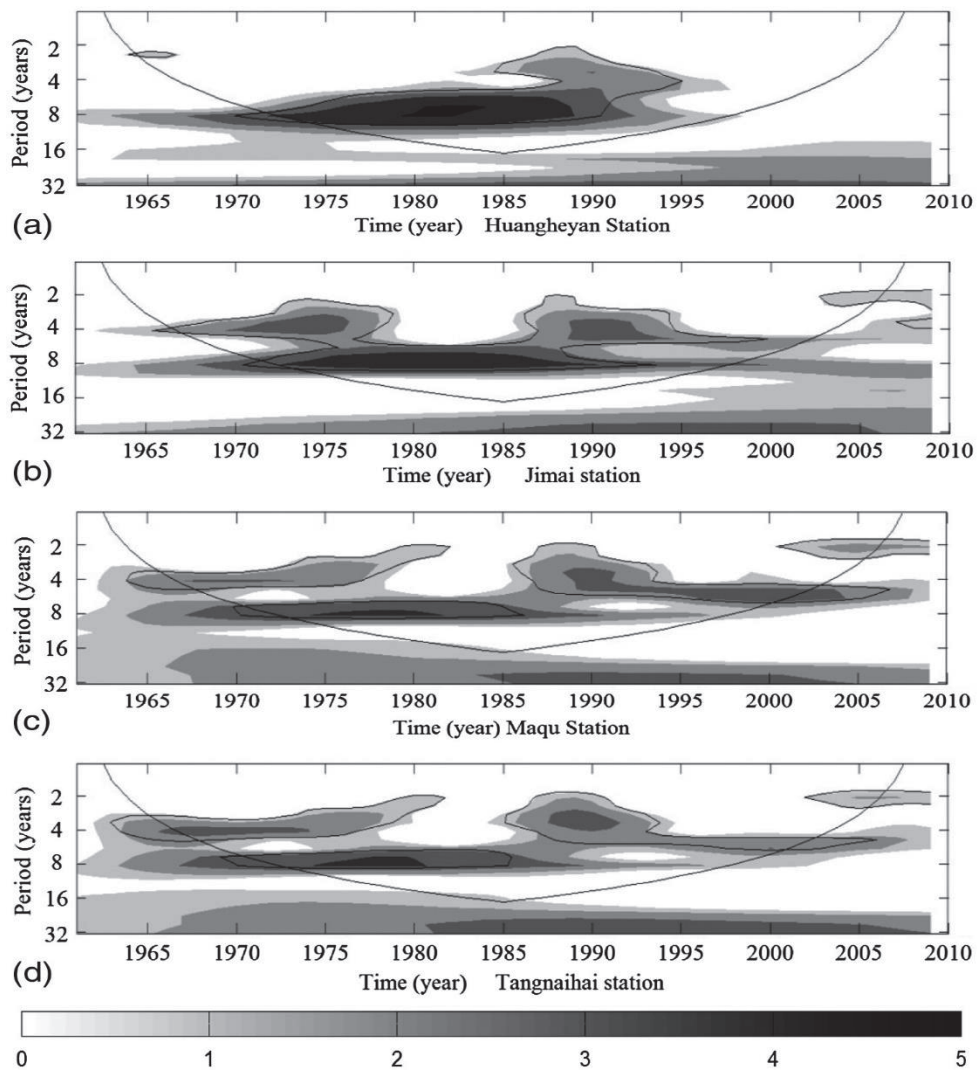 Period (years)
2
4
8
16
32
1965 1970 1975 1980 1985 1990 1995 2000 2005 2010
(a)
Time (year) Huangheyan Station
Period (years)
2
4
8
16
32
1965 1970 1975 1980 1985 1990 1995 2000 2005 2010
(b)
Time (year) Jimai station
Period (years)
2
4
8
16
32
1965 1970 1975 1980 1985 1990 1995 2000 2005 2010
(c)
Time (year) Maqu Station
Period (years)
2
4
8
16
32
1965 1970 1975 1980 1985 1990 1995 2000 2005 2010
(d)
Time (year) Tangnaihai station
0 1 2 3 4 5